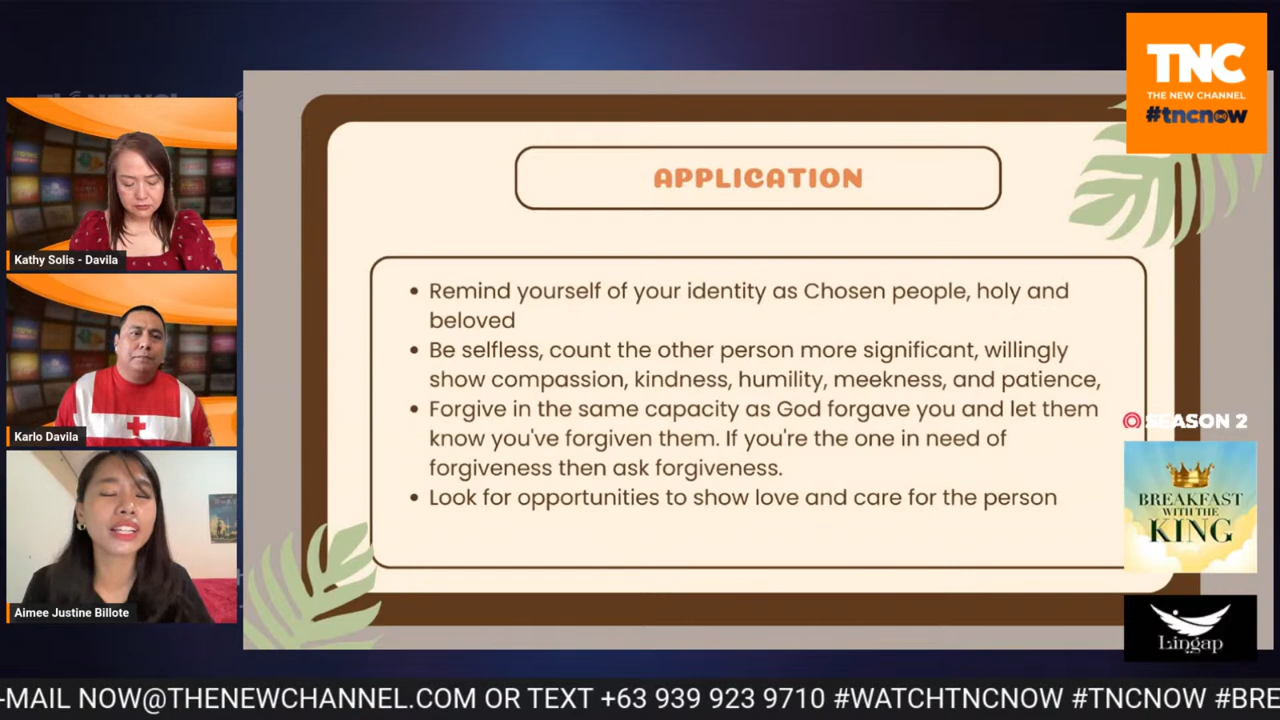 TNC
THE NEW CHANNEL
#tncnow
APPLICATION
Kathy Solis - Davila
Karlo Davila
Aimee Justine Billote
• Remind yourself of your identity as Chosen people, holy and
beloved
• Be selfless, count the other person more significant, willingly
show compassion, kindness, humility, meekness, and patience,
• Forgive in the same capacity as God forgave you and let them
know you've forgiven them. If you're the one in need of
forgiveness then ask forgiveness.
• Look for opportunities to show love and care for the person
SEASON 2
BREAKFAST
WITH THE
KING
Lingap
-MAIL NOW@THENEWCHANNEL.COM OR TEXT +63 939 923 9710 #WATCHTNCNOW #TNCNOW #BRE